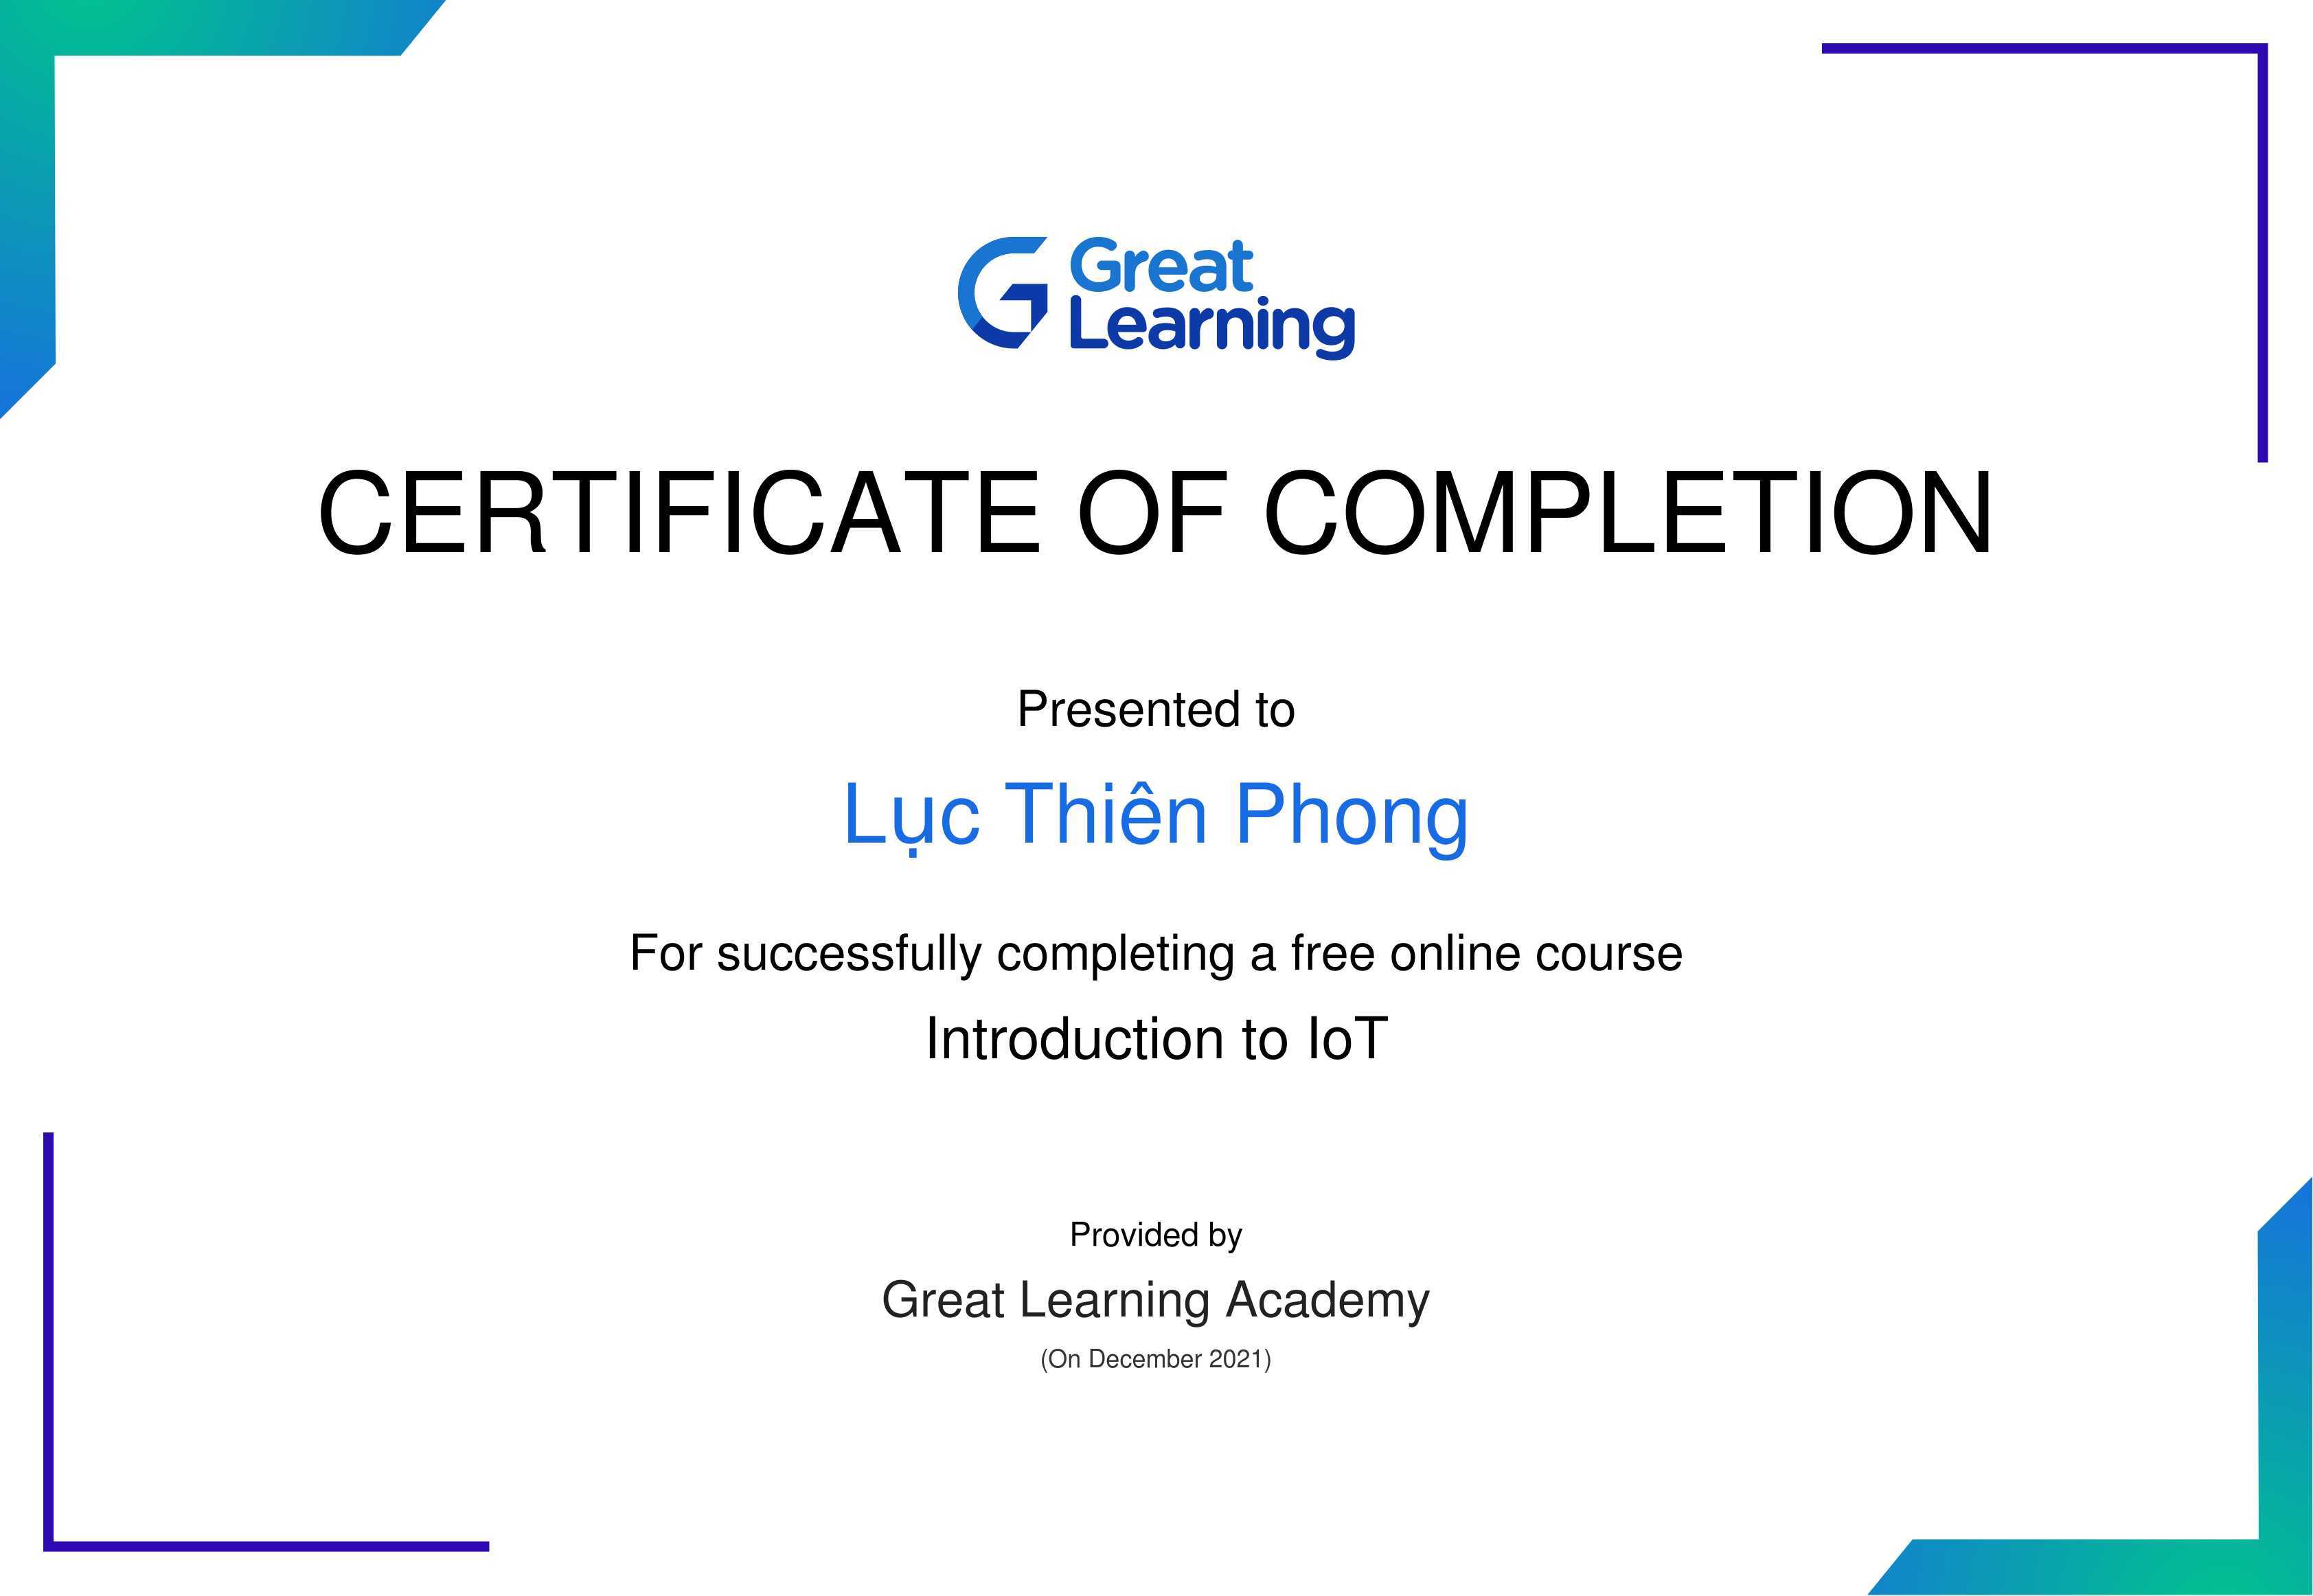 Great
Learning
CERTIFICATE OF COMPLETION
Presented to
Lục Thiên Phong
For successfully completing a free online course
Introduction to IoT
Provided by
Great Learning Academy
(On December 2021)